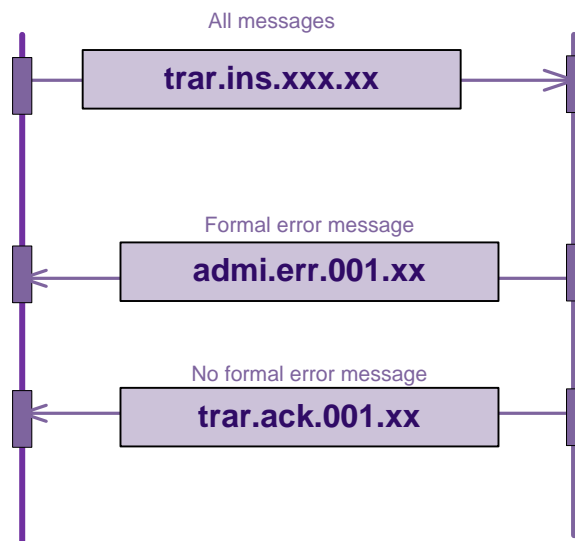 All messages
trar.ins.xxx.xx
Formal error message
admi.err.001.xx
No formal error message
trar.ack.001.xx